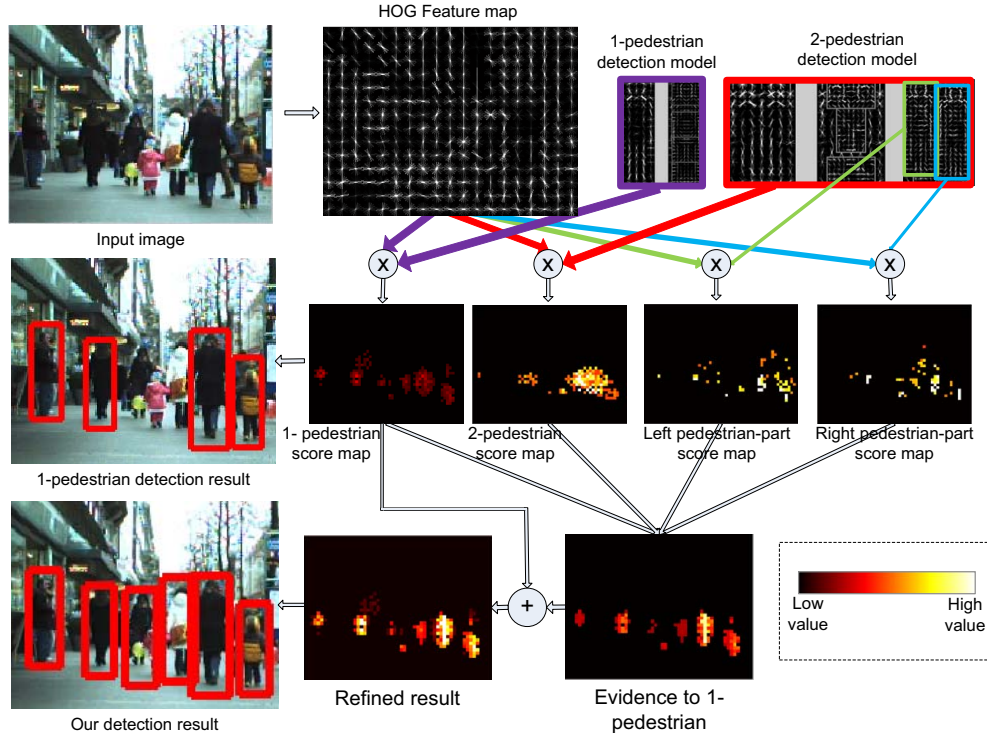 HOG Feature map
1-pedestrian
detection model
2-pedestrian
detection model
Input image
X
X
X
X
1- pedestrian
score map
2-pedestrian
score map
Left pedestrian-part
score map
Right pedestrian-part
score map
1-pedestrian detection result
+
Low
value
High
value
Refined result
Evidence to 1-
pedestrian
Our detection result